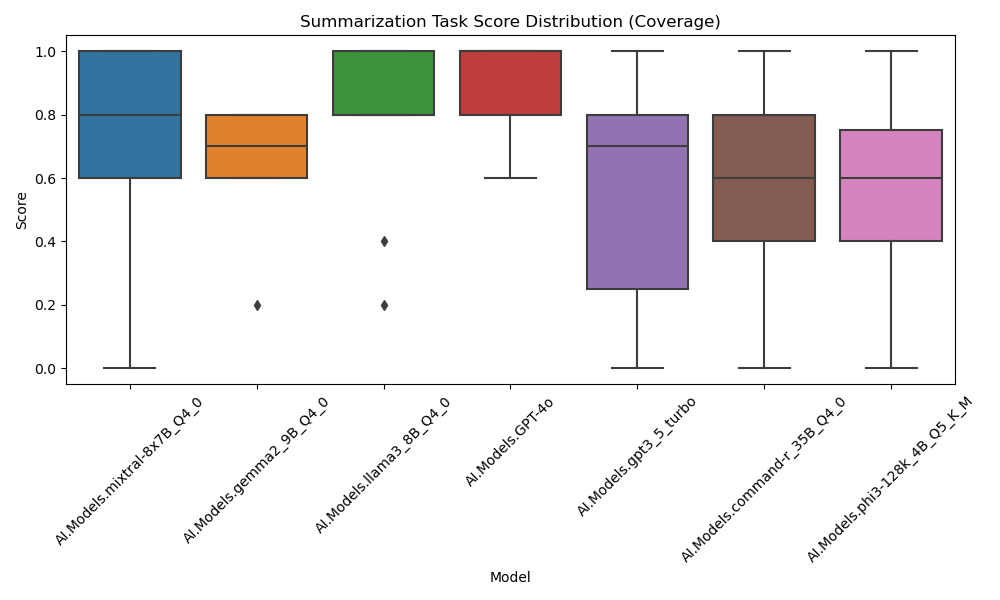 Summarization Task Score Distribution (Coverage)
Score
1.0
0.8
0.6
0.4
0.2
0.0
AI.Models.mixtral-8x7B_Q4_0
AI.Models.gemma2_9B_Q4_0
AI.Models.llama3_8B_Q4_0
AI.Models.GPT-4o
AI.Models.gpt3_5_turbo
AI.Models.command-r_35B_Q4_0
AI.Models.phi3-128k_4B_Q5_K_M
Model